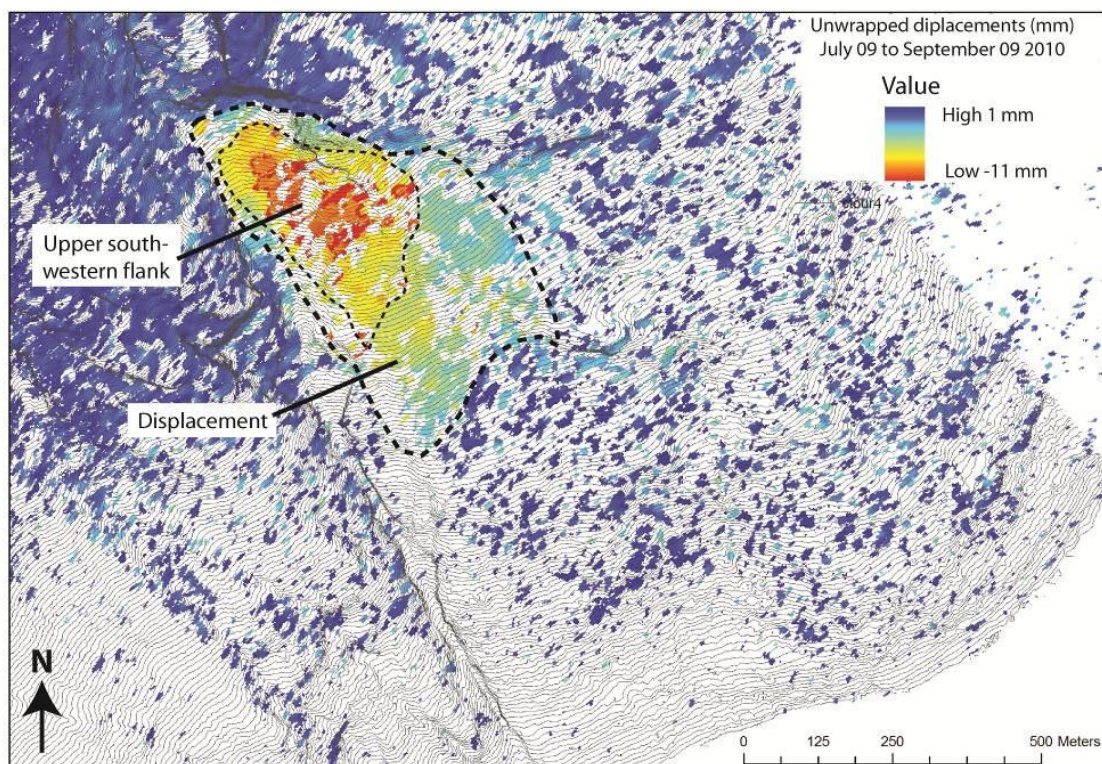 Unwrapped diplacements (mm)
July 09 to September 09 2010
Value
High 1 mm
Low -11 mm
Upper south-
western flank
Displacement
N
0 125 250 500 Meters